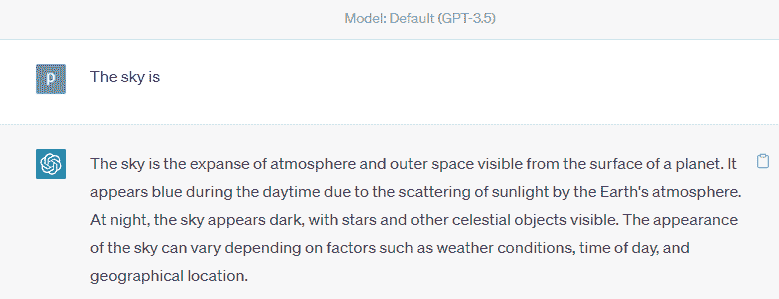 Model: Default (GPT-3.5)
p
The sky is
The sky is the expanse of atmosphere and outer space visible from the surface of a planet. It
appears blue during the daytime due to the scattering of sunlight by the Earth's atmosphere.
At night, the sky appears dark, with stars and other celestial objects visible. The appearance
of the sky can vary depending on factors such as weather conditions, time of day, and
geographical location.